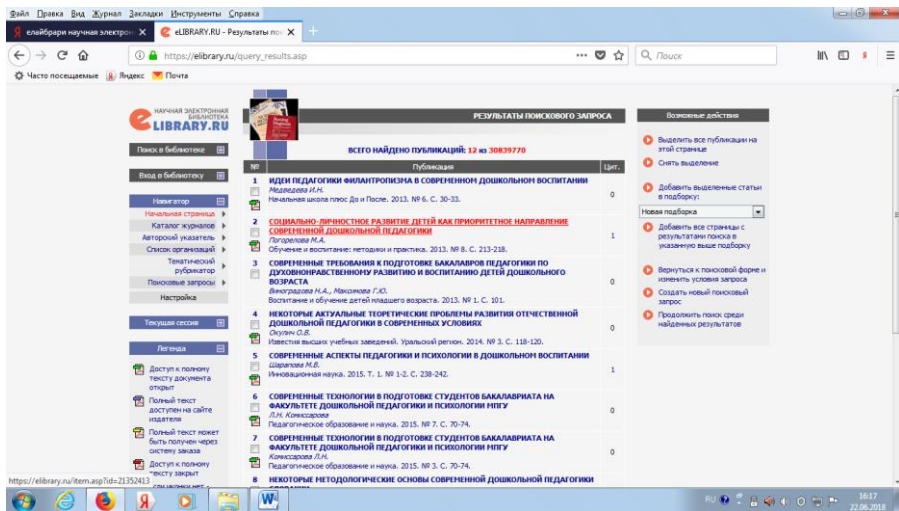 Файл Правка Вид Журнал Закладки Инструменты Справка
елайбрари научная электрон
eLIBRARY.RU - Результаты по
https://elibrary.ru/query_results.asp
Поиск
Часто посещаемые Яндекс Почта
НАУЧНАЯ ЭЛЕКТРОННАЯ
БИБЛИОТЕКА
LIBRARY.RU
Поиск в библиотеке
Вход в библиотеку
Навигатор
Начальная страница
Каталог журналов
Авторский указатель
Список организаций
Тематический
рубрикатор
Поисковые запросы
Настройка
Текущая сессия
Легенда
Доступ к полному
тексту документа
открыт
Полный текст
доступен на сайте
издателя
Полный текст может
быть получен через
систему заказа
Доступ к полному
тексту закрыт
РЕЗУЛЬТАТЫ ПОИСКОВОГО ЗАПРОСА
ВСЕГО НАЙДЕНО ПУБЛИКАЦИЙ: 12 из 30839770
№ Публикация Цит.
1 ИДЕИ ПЕДАГОГИКИ ФИЛАНТРОПИЗМА В СОВРЕМЕННОМ ДОШКОЛЬНОМ ВОСПИТАНИИ
Медведева И.Н.
Начальная школа плюс До и После. 2013. № 6. С. 30-33.
0
2 СОЦИАЛЬНО-ЛИЧНОСТНОЕ РАЗВИТИЕ ДЕТЕЙ КАК ПРИОРИТЕТНОЕ НАПРАВЛЕНИЕ
СОВРЕМЕННОЙ ДОШКОЛЬНОЙ ПЕДАГОГИКИ
Погорелова М.А.
Обучение и воспитание: методики и практика. 2013. № 8. С. 213-218.
1
3 СОВРЕМЕННЫЕ ТРЕБОВАНИЯ К ПОДГОТОВКЕ БАКАЛАВРОВ ПЕДАГОГИКИ ПО
ДУХОВНОНРАВСТВЕННОМУ РАЗВИТИЮ И ВОСПИТАНИЮ ДЕТЕЙ ДОШКОЛЬНОГО
ВОЗРАСТА
Виноградова Н.А., Максимова Г.Ю.
Воспитание и обучение детей младшего возраста. 2013. № 1. С. 101.
0
4 НЕКОТОРЫЕ АКТУАЛЬНЫЕ ТЕОРЕТИЧЕСКИЕ ПРОБЛЕМЫ РАЗВИТИЯ ОТЕЧЕСТВЕННОЙ
ДОШКОЛЬНОЙ ПЕДАГОГИКИ В СОВРЕМЕННЫХ УСЛОВИЯХ
Окулич О.В.
Известия высших учебных заведений. Уральский регион. 2014. № 3. С. 118-120.
0
5 СОВРЕМЕННЫЕ АСПЕКТЫ ПЕДАГОГИКИ И ПСИХОЛОГИИ В ДОШКОЛЬНОМ ВОСПИТАНИИ
Шарапова М.В.
Инновационная наука. 2015. Т. 1. № 1-2. С. 238-242.
1
6 СОВРЕМЕННЫЕ ТЕХНОЛОГИИ В ПОДГОТОВКЕ СТУДЕНТОВ БАКАЛАВРИАТА НА
ФАКУЛЬТЕТЕ ДОШКОЛЬНОЙ ПЕДАГОГИКИ И ПСИХОЛОГИИ МПГУ
Л.Н. Комиссарова
Педагогическое образование и наука. 2015. № 7. С. 70-74.
0
7 СОВРЕМЕННЫЕ ТЕХНОЛОГИИ В ПОДГОТОВКЕ СТУДЕНТОВ БАКАЛАВРИАТА НА
ФАКУЛЬТЕТЕ ДОШКОЛЬНОЙ ПЕДАГОГИКИ И ПСИХОЛОГИИ МПГУ
Комиссарова Л.Н.
Педагогическое образование и наука. 2015. № 3. С. 70-74.
0
8 НЕКОТОРЫЕ МЕТОДОЛОГИЧЕСКИЕ ОСНОВЫ СОВРЕМЕННОЙ ДОШКОЛЬНОЙ ПЕДАГОГИКИ
Возможные действия
Выделить все публикации на
этой странице
Снять выделение
Добавить выделенные статьи
в подборку:
Новая подборка
Добавить все страницы с
результатами поиска в
указанную выше подборку
Вернуться к поисковой форме и
изменить условия запроса
Создать новый поисковый
запрос
Продолжить поиск среди
найденных результатов
https://elibrary.ru/item.asp?id=21352413
RU
16:17
22.06.2018